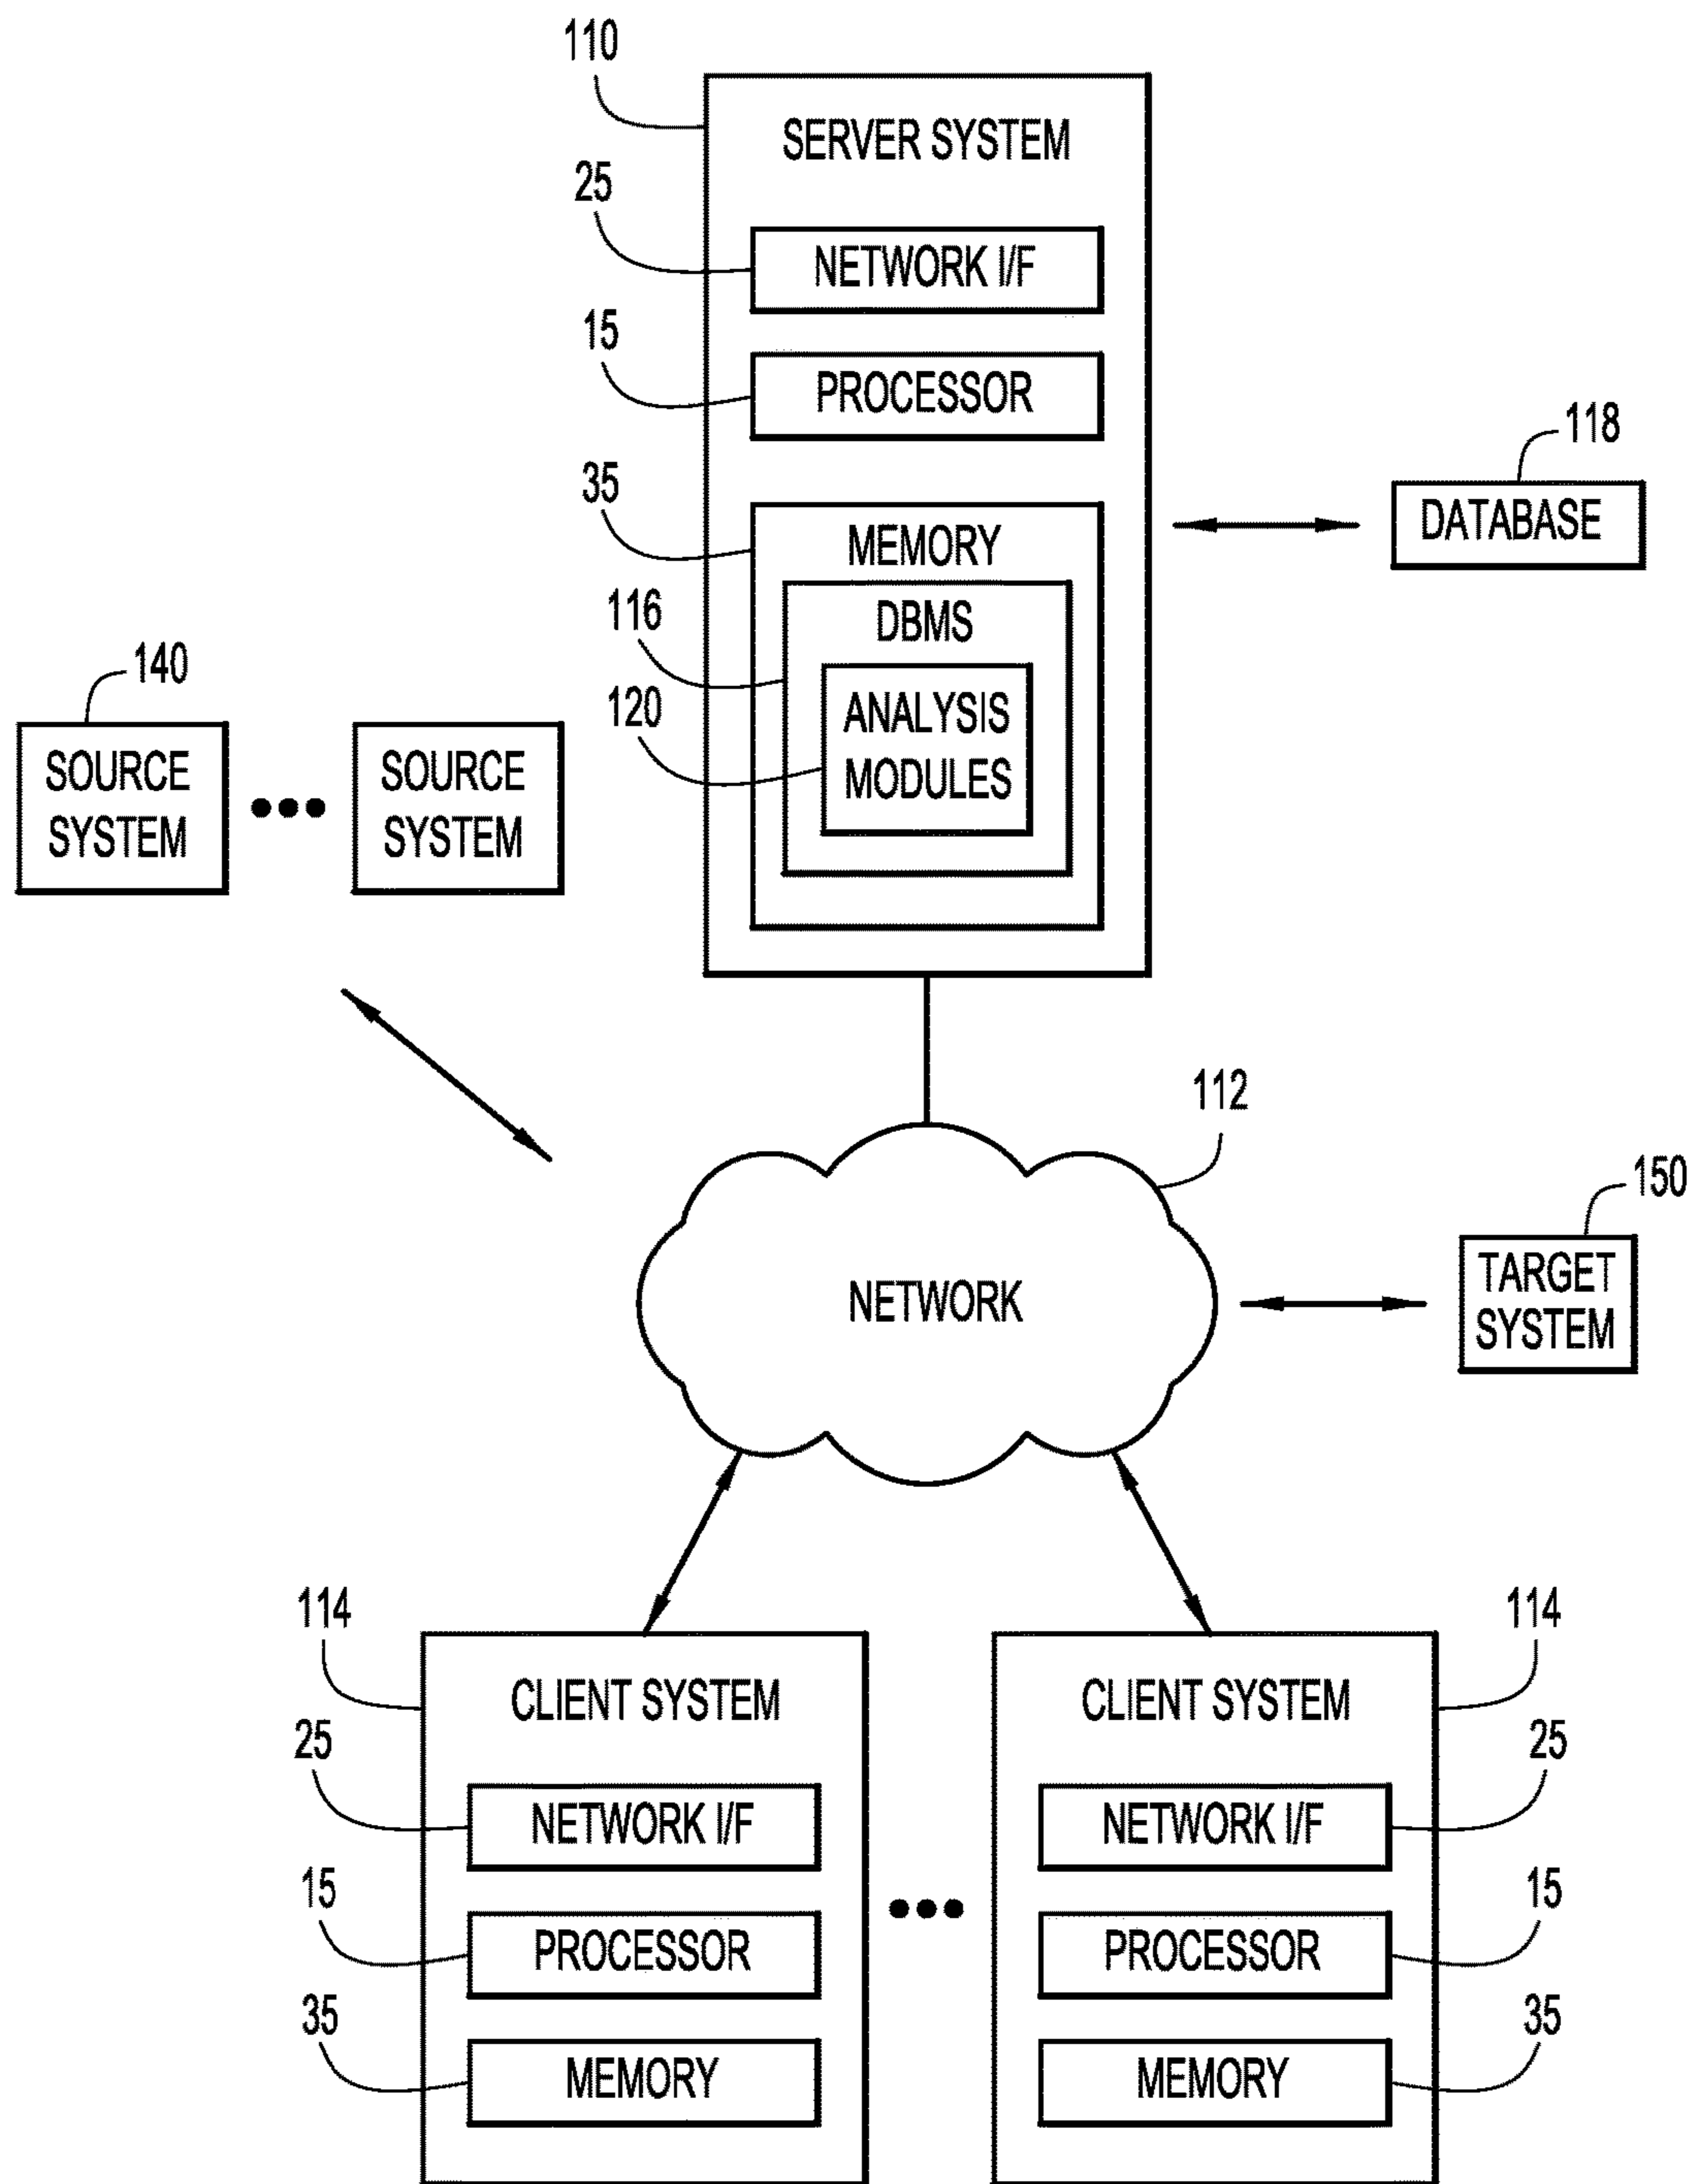 110
SERVER SYSTEM
25
NETWORK I/F
15
PROCESSOR
118
35
DATABASE
MEMORY
116
DBMS
140
120
ANALYSIS
MODULES
SOURCE
SYSTEM
SOURCE
SYSTEM
112
150
NETWORK
TARGET
SYSTEM
114
CLIENT SYSTEM
25
NETWORK I/F
15
PROCESSOR
35
MEMORY
114
CLIENT SYSTEM
25
NETWORK I/F
15
PROCESSOR
35
MEMORY